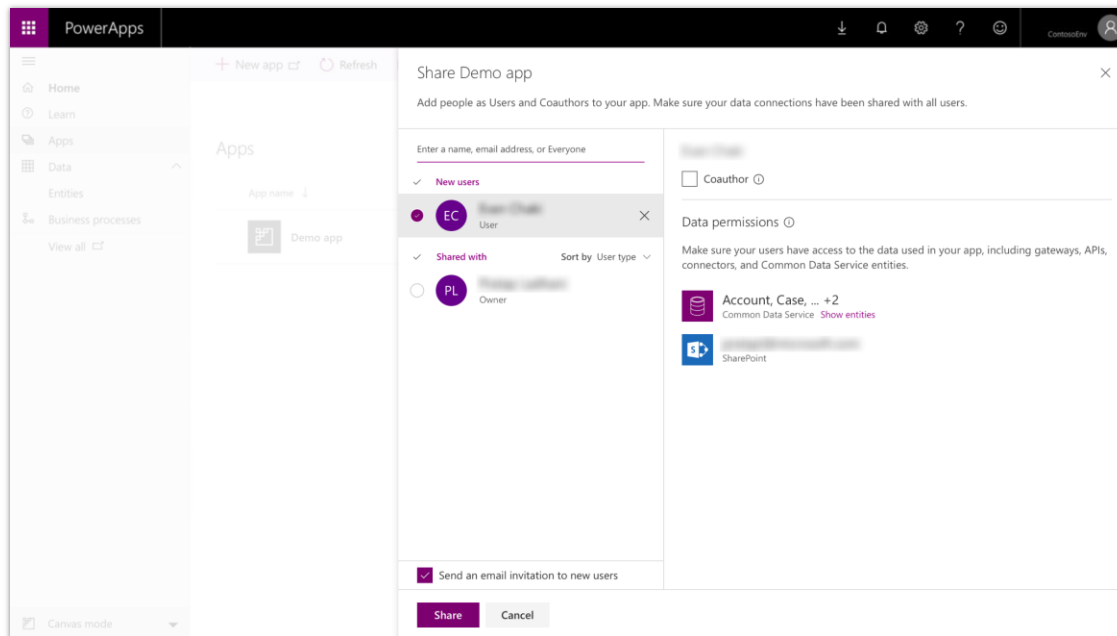 PowerApps
ContosoEnv
Home
Learn
Apps
Data
Entities
Business processes
View all
Canvas mode
New app
Refresh
Apps
App name
Demo app
Share Demo app
Add people as Users and Coauthors to your app. Make sure your data connections have been shared with all users.
Enter a name, email address, or Everyone
New users
EC
User
Shared with
Sort by User type
PL
Owner
Send an email invitation to new users
Share
Cancel
Coauthor
Data permissions
Make sure your users have access to the data used in your app, including gateways, APIs,
connectors, and Common Data Service entities.
Account, Case, ... +2
Common Data Service Show entities
SharePoint